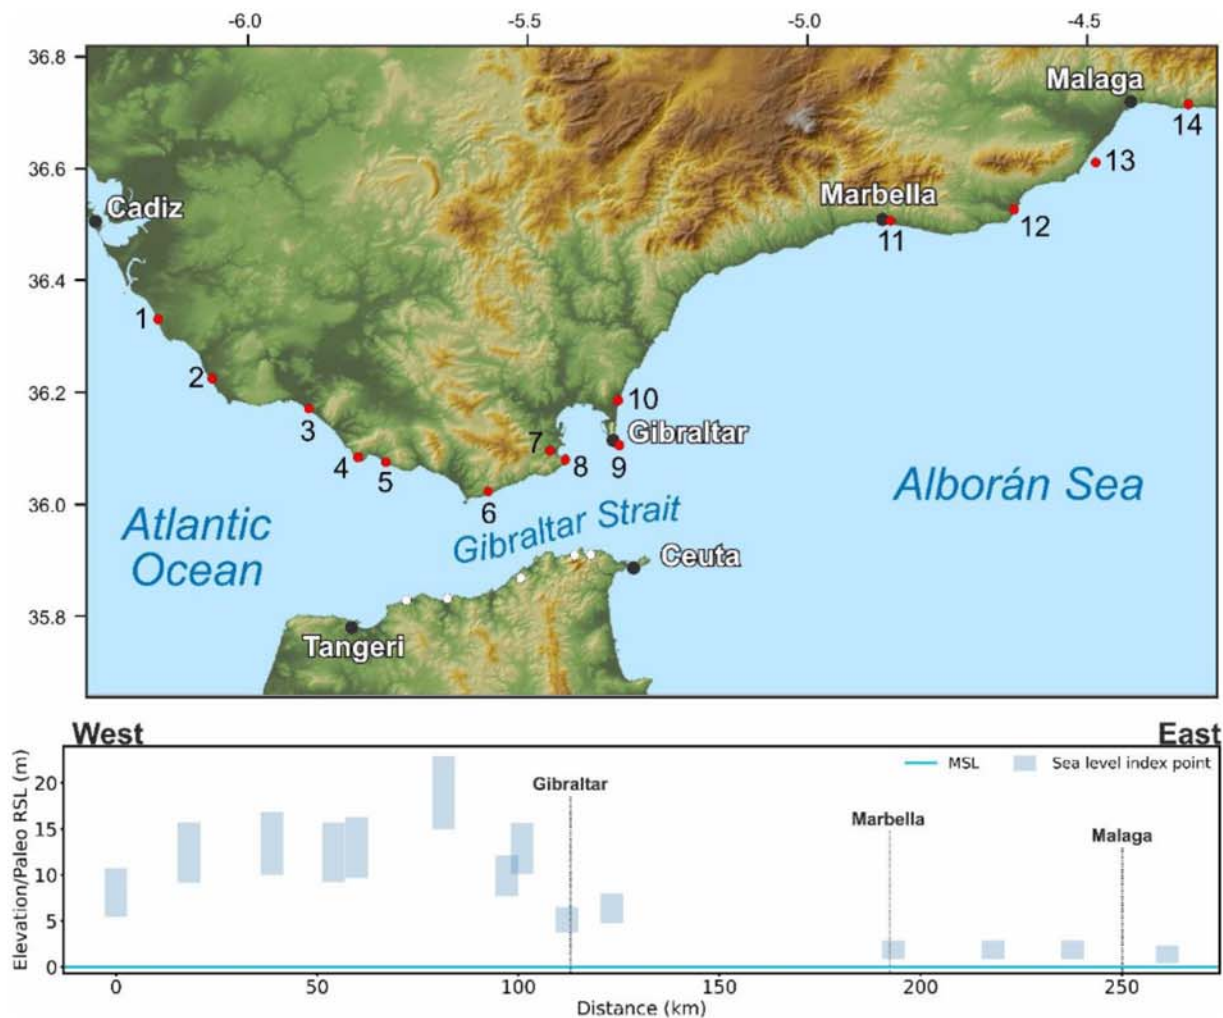 -6.0 -5.5 -5.0 -4.5
36.8
Malaga
14
36.6
13
Marbella
Cadiz
11
12
36.4
1
2
36.2
10
3
Gibraltar
7
4
5
8
9
Alborán Sea
36.0
6
Gibraltar Strait
Atlantic
Ocean
Ceuta
35.8
Tangeri
West
East
Elevation/Paleo RSL (m)
MSL
Sea level index point
20
Gibraltar
15
Marbella
Malaga
10
5
0
0 50 100 150 200 250
Distance (km)